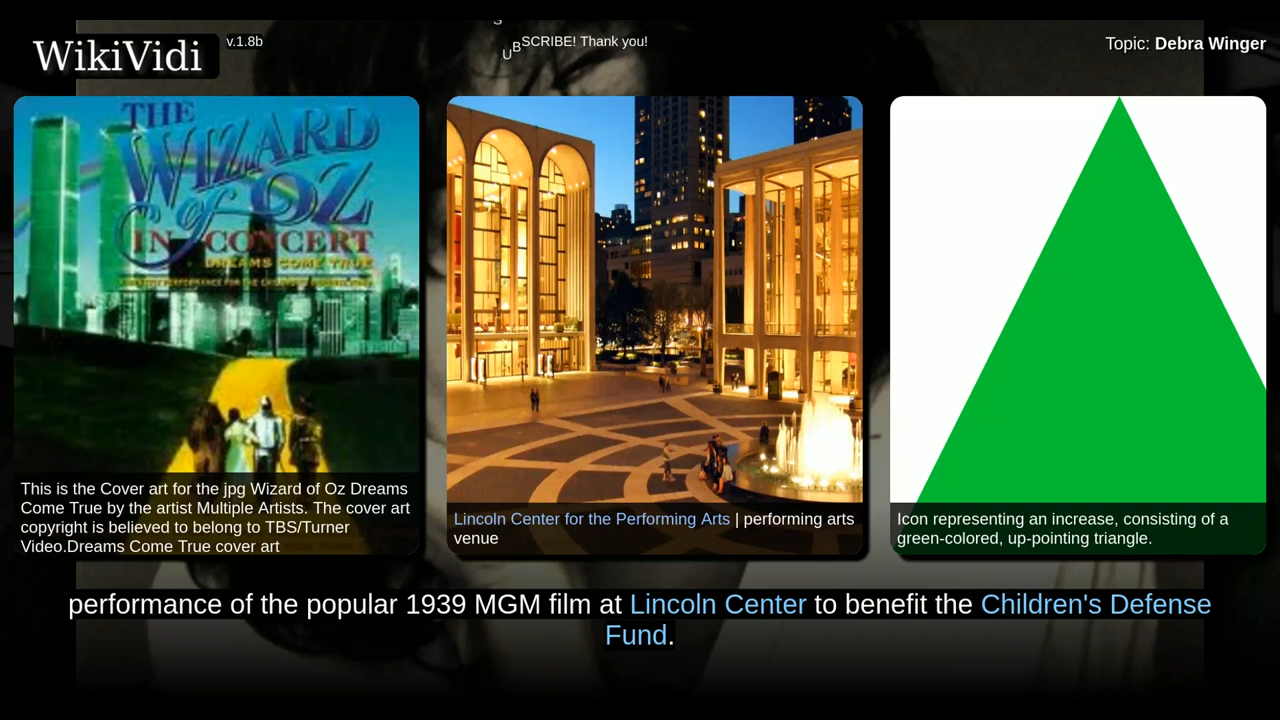 S
UBSCRIBE! Thank you!
WikiVidi
v.1.8b
Topic: Debra Winger
THE
WIZARD
of OZ
IN CONCERT
DREAMS COME TRUE
This is the Cover art for the jpg Wizard of Oz Dreams
Come True by the artist Multiple Artists. The cover art
copyright is believed to belong to TBS/Turner
Video.Dreams Come True cover art
Lincoln Center for the Performing Arts | performing arts
venue
Icon representing an increase, consisting of a
green-colored, up-pointing triangle.
performance of the popular 1939 MGM film at Lincoln Center to benefit the Children's Defense
Fund.